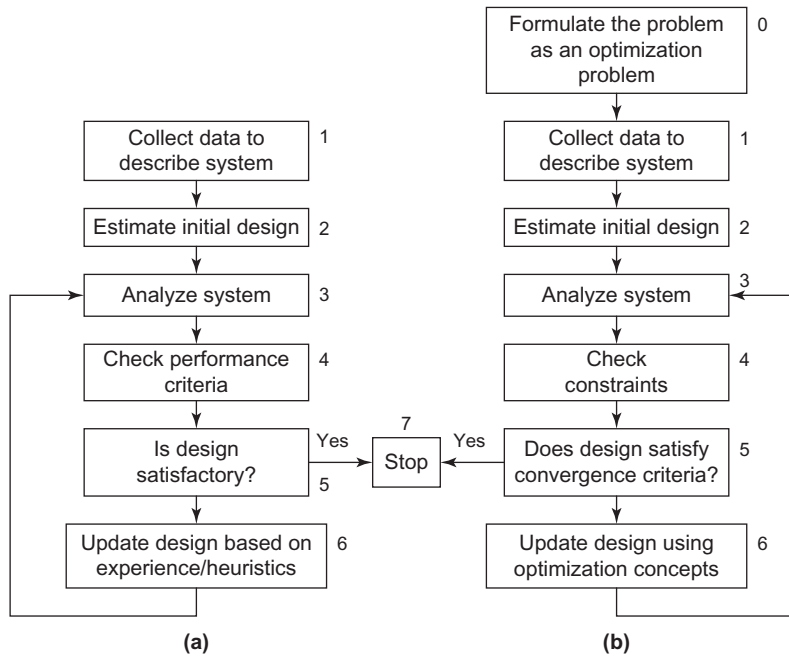 Collect data to
describe system
1
Estimate initial design
2
Analyze system
3
Check performance
criteria
4
Is design
satisfactory?
5
Yes
Update design based on
experience/heuristics
6
(a)
7
Stop
Formulate the problem
as an optimization
problem
0
Collect data to
describe system
1
Estimate initial design
2
Analyze system
3
Check
constraints
4
Yes
Does design satisfy
convergence criteria?
5
Update design using
optimization concepts
6
(b)